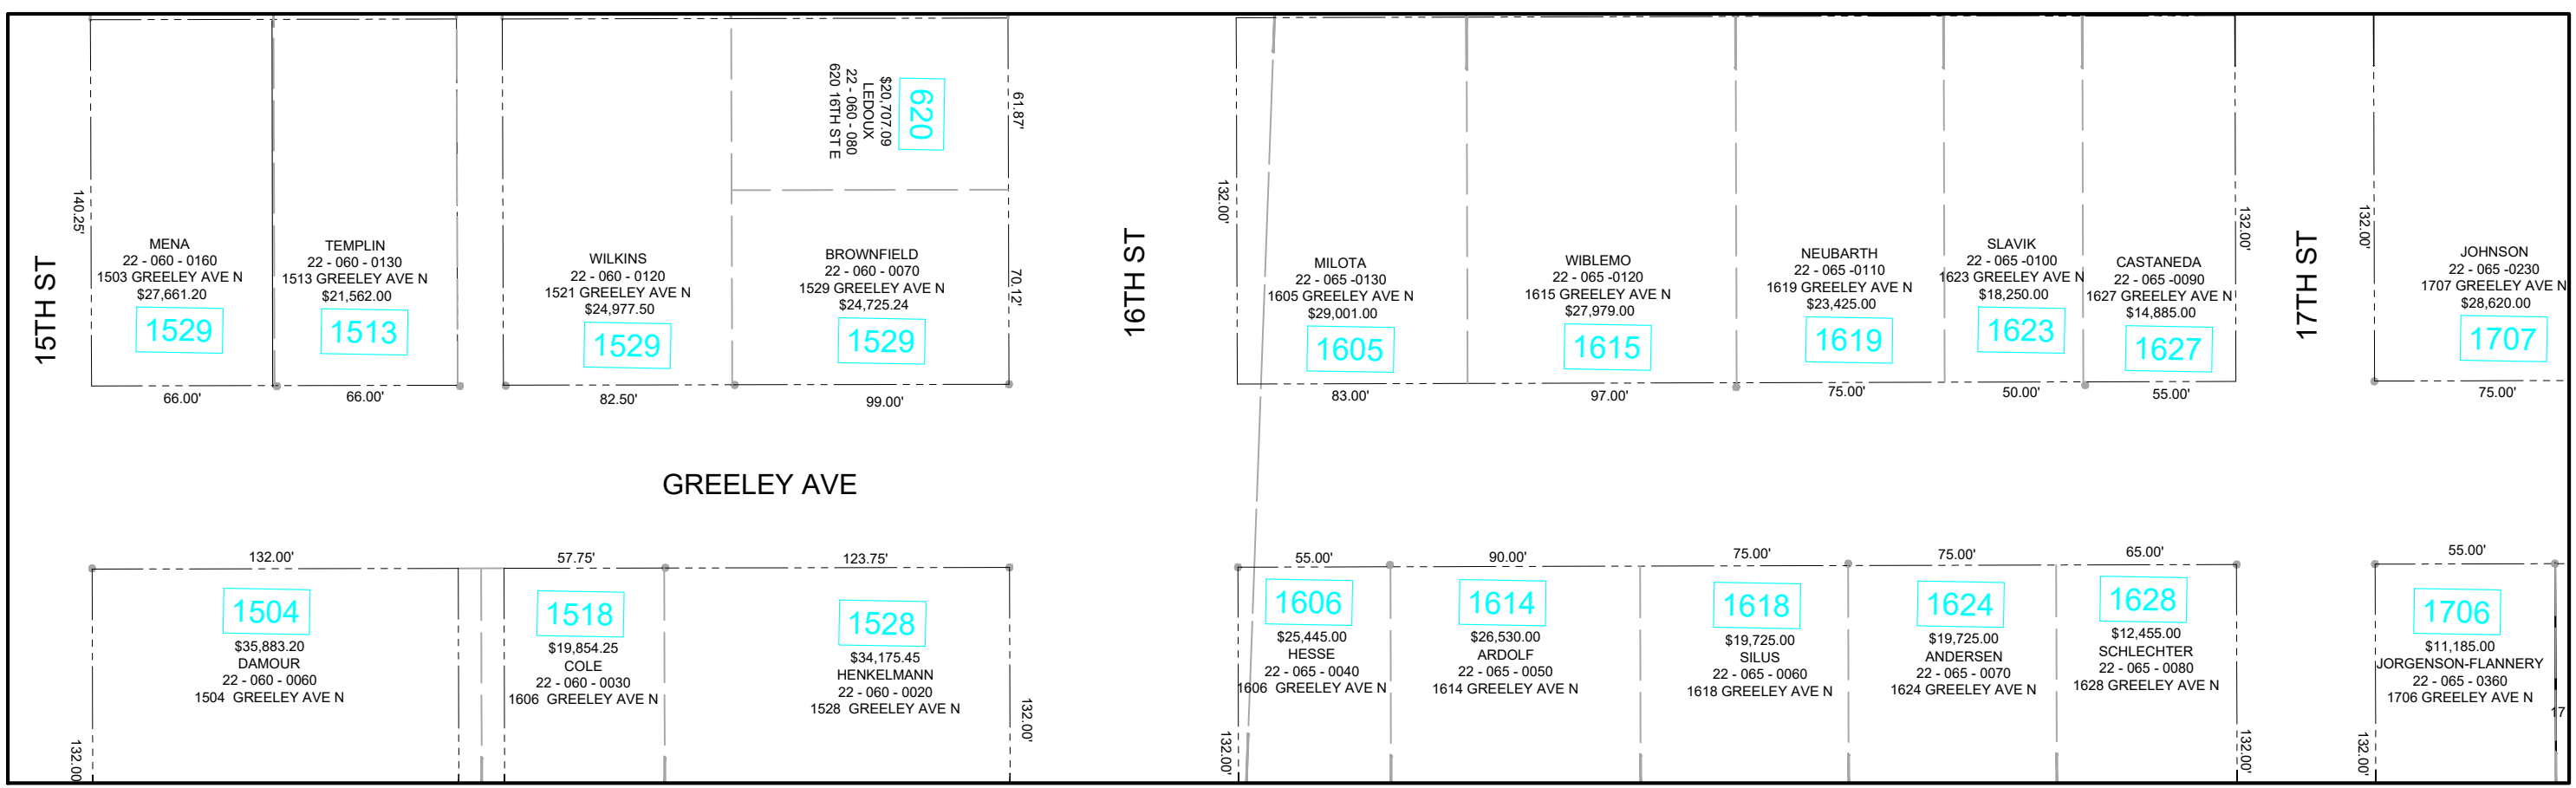 15TH ST
140.25'
MENA
22 - 060 - 0160
1503 GREELEY AVE N
$27,661.20
1529
66.00'
TEMPLIN
22 - 060 - 0130
1513 GREELEY AVE N
$21,562.00
1513
66.00'
WILKINS
22 - 060 - 0120
1521 GREELEY AVE N
$24,977.50
1529
82.50'
620
$20,707.09
LEDOUX
22 - 060 - 080
620 16TH ST E
61.87'
BROWNFIELD
22 - 060 - 0070
1529 GREELEY AVE N
$24,725.24
1529
70.12'
99.00'
16TH ST
132.00'
MILOTA
22 - 065 -0130
1605 GREELEY AVE N
$29,001.00
1605
83.00'
WIBLEMO
22 - 065 -0120
1615 GREELEY AVE N
$27,979.00
1615
97.00'
NEUBARTH
22 - 065 -0110
1619 GREELEY AVE N
$23,425.00
1619
75.00'
SLAVIK
22 - 065 -0100
1623 GREELEY AVE N
$18,250.00
1623
50.00'
CASTANEDA
22 - 065 -0090
1627 GREELEY AVE N
$14,885.00
1627
55.00'
132.00'
17TH ST
132.00'
JOHNSON
22 - 065 -0230
1707 GREELEY AVE N
$28,620.00
1707
75.00'
GREELEY AVE
132.00'
1504
$35,883.20
DAMOUR
22 - 060 - 0060
1504 GREELEY AVE N
132.00
57.75'
1518
$19,854.25
COLE
22 - 060 - 0030
1606 GREELEY AVE N
123.75'
1528
$34,175.45
HENKELMANN
22 - 060 - 0020
1528 GREELEY AVE N
132.00'
132.00'
55.00'
1606
$25,445.00
HESSE
22 - 065 - 0040
1606 GREELEY AVE N
90.00'
1614
$26,530.00
ARDOLF
22 - 065 - 0050
1614 GREELEY AVE N
75.00'
1618
$19,725.00
SILUS
22 - 065 - 0060
1618 GREELEY AVE N
75.00'
1624
$19,725.00
ANDERSEN
22 - 065 - 0070
1624 GREELEY AVE N
65.00'
1628
$12,455.00
SCHLECHTER
22 - 065 - 0080
1628 GREELEY AVE N
132.00'
132.00'
55.00'
1706
$11,185.00
JORGENSON-FLANNERY
22 - 065 - 0360
1706 GREELEY AVE N
17